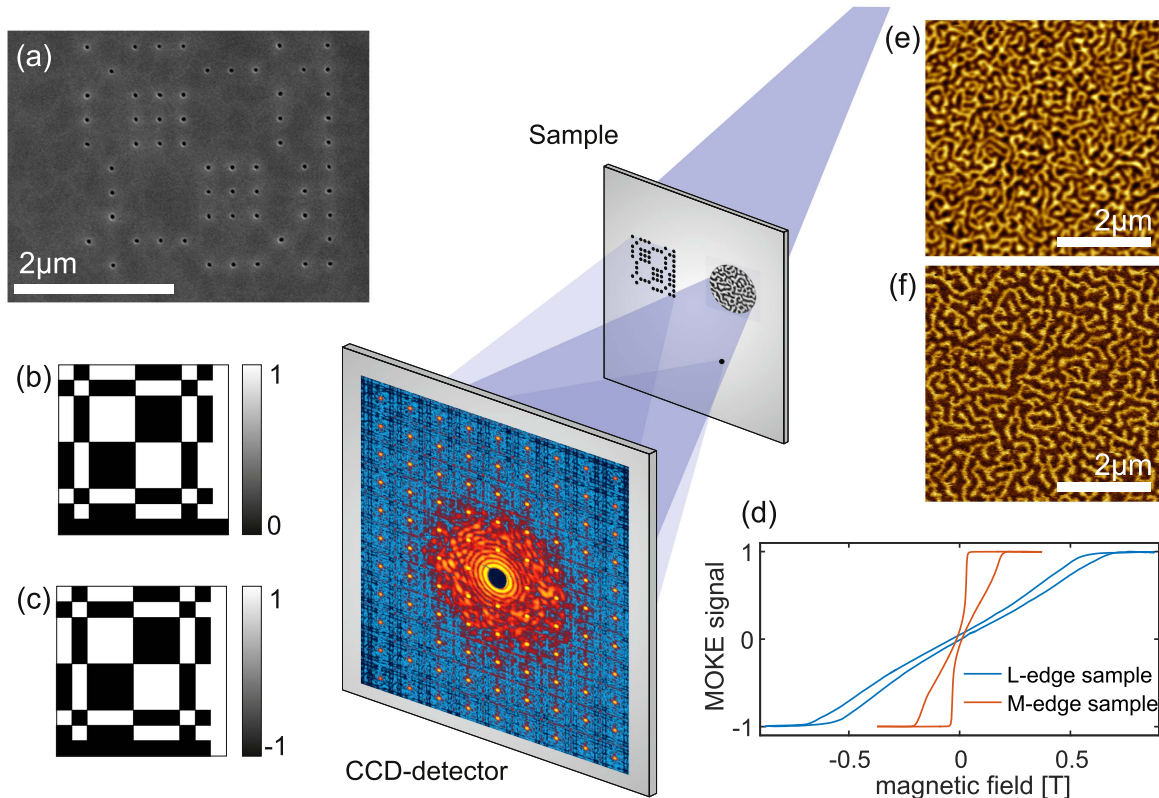 (a)
2µm
Sample
(e)
2µm
(f)
2µm
(b)
1
0
(c)
1
-1
CCD-detector
(d)
MOKE signal
1
0
-1
L-edge sample
M-edge sample
-0.5
0
0.5
magnetic field [T]